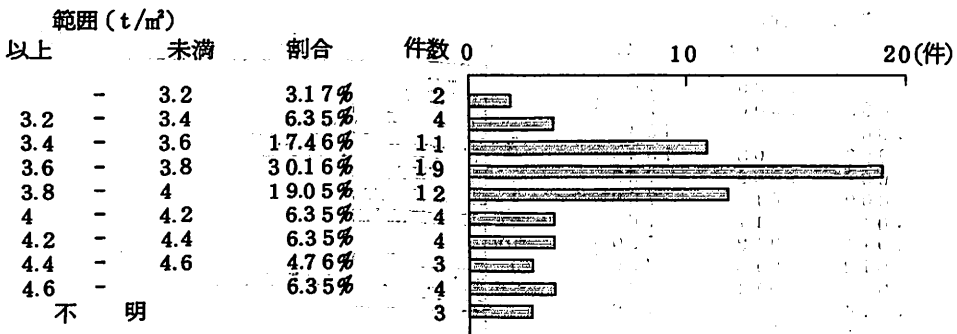 範囲(t/㎡)
以上 未満 割合 件数 0 10 20(件)
- 3.2 3.17% 2
3.2 - 3.4 6.35% 4
3.4 - 3.6 17.46% 11
3.6 - 3.8 30.16% 19
3.8 - 4 19.05% 12
4 - 4.2 6.35% 4
4.2 - 4.4 6.35% 4
4.4 - 4.6 4.76% 3
4.6 - 6.35% 4
不明 3